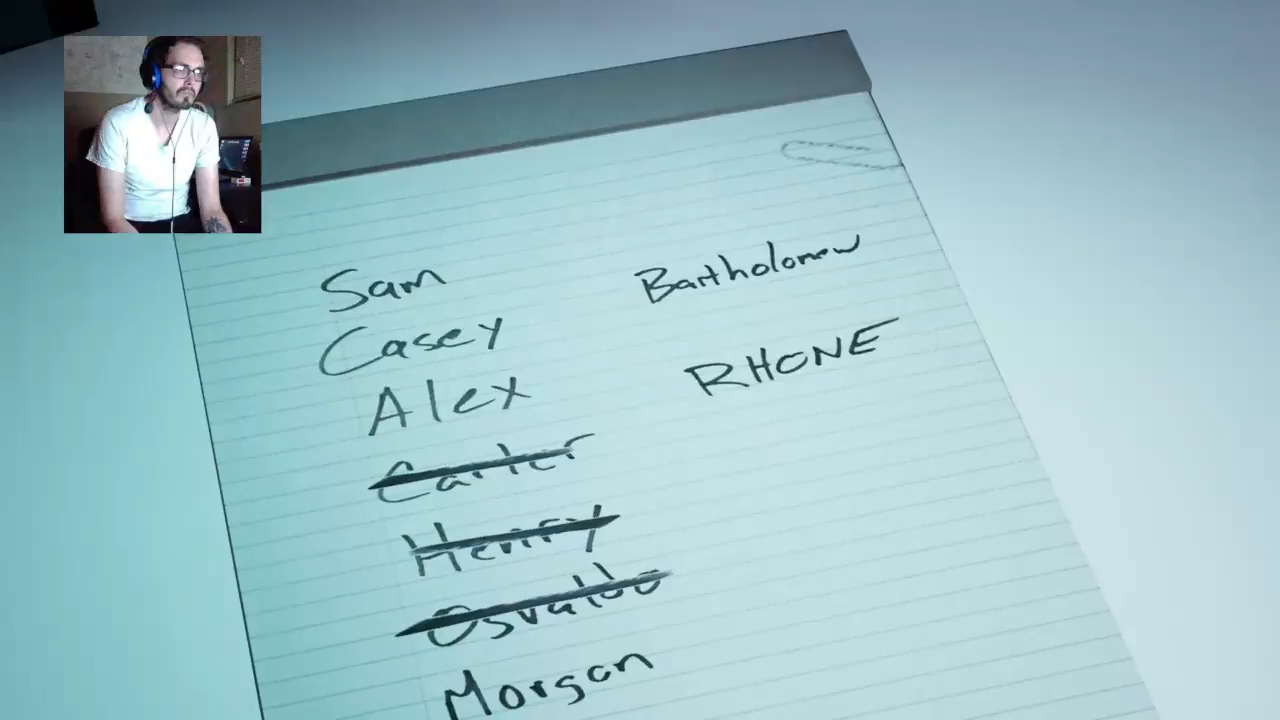 Sam
Casey
Alex
Carter
Henry
Osvaldo
Morgan
Bartholomew
RHONE